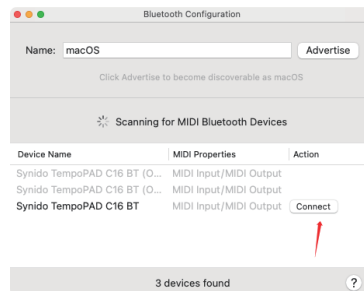 Bluetooth Configuration
Name: macOS Advertise
Click Advertise to become discoverable as macOS
Scanning for MIDI Bluetooth Devices
Device Name MIDI Properties Action
Synido TempoPAD C16 BT (O... MIDI Input/MIDI Output
Synido TempoPAD C16 BT (O... MIDI Input/MIDI Output
Synido TempoPAD C16 BT MIDI Input/MIDI Output Connect
3 devices found ?